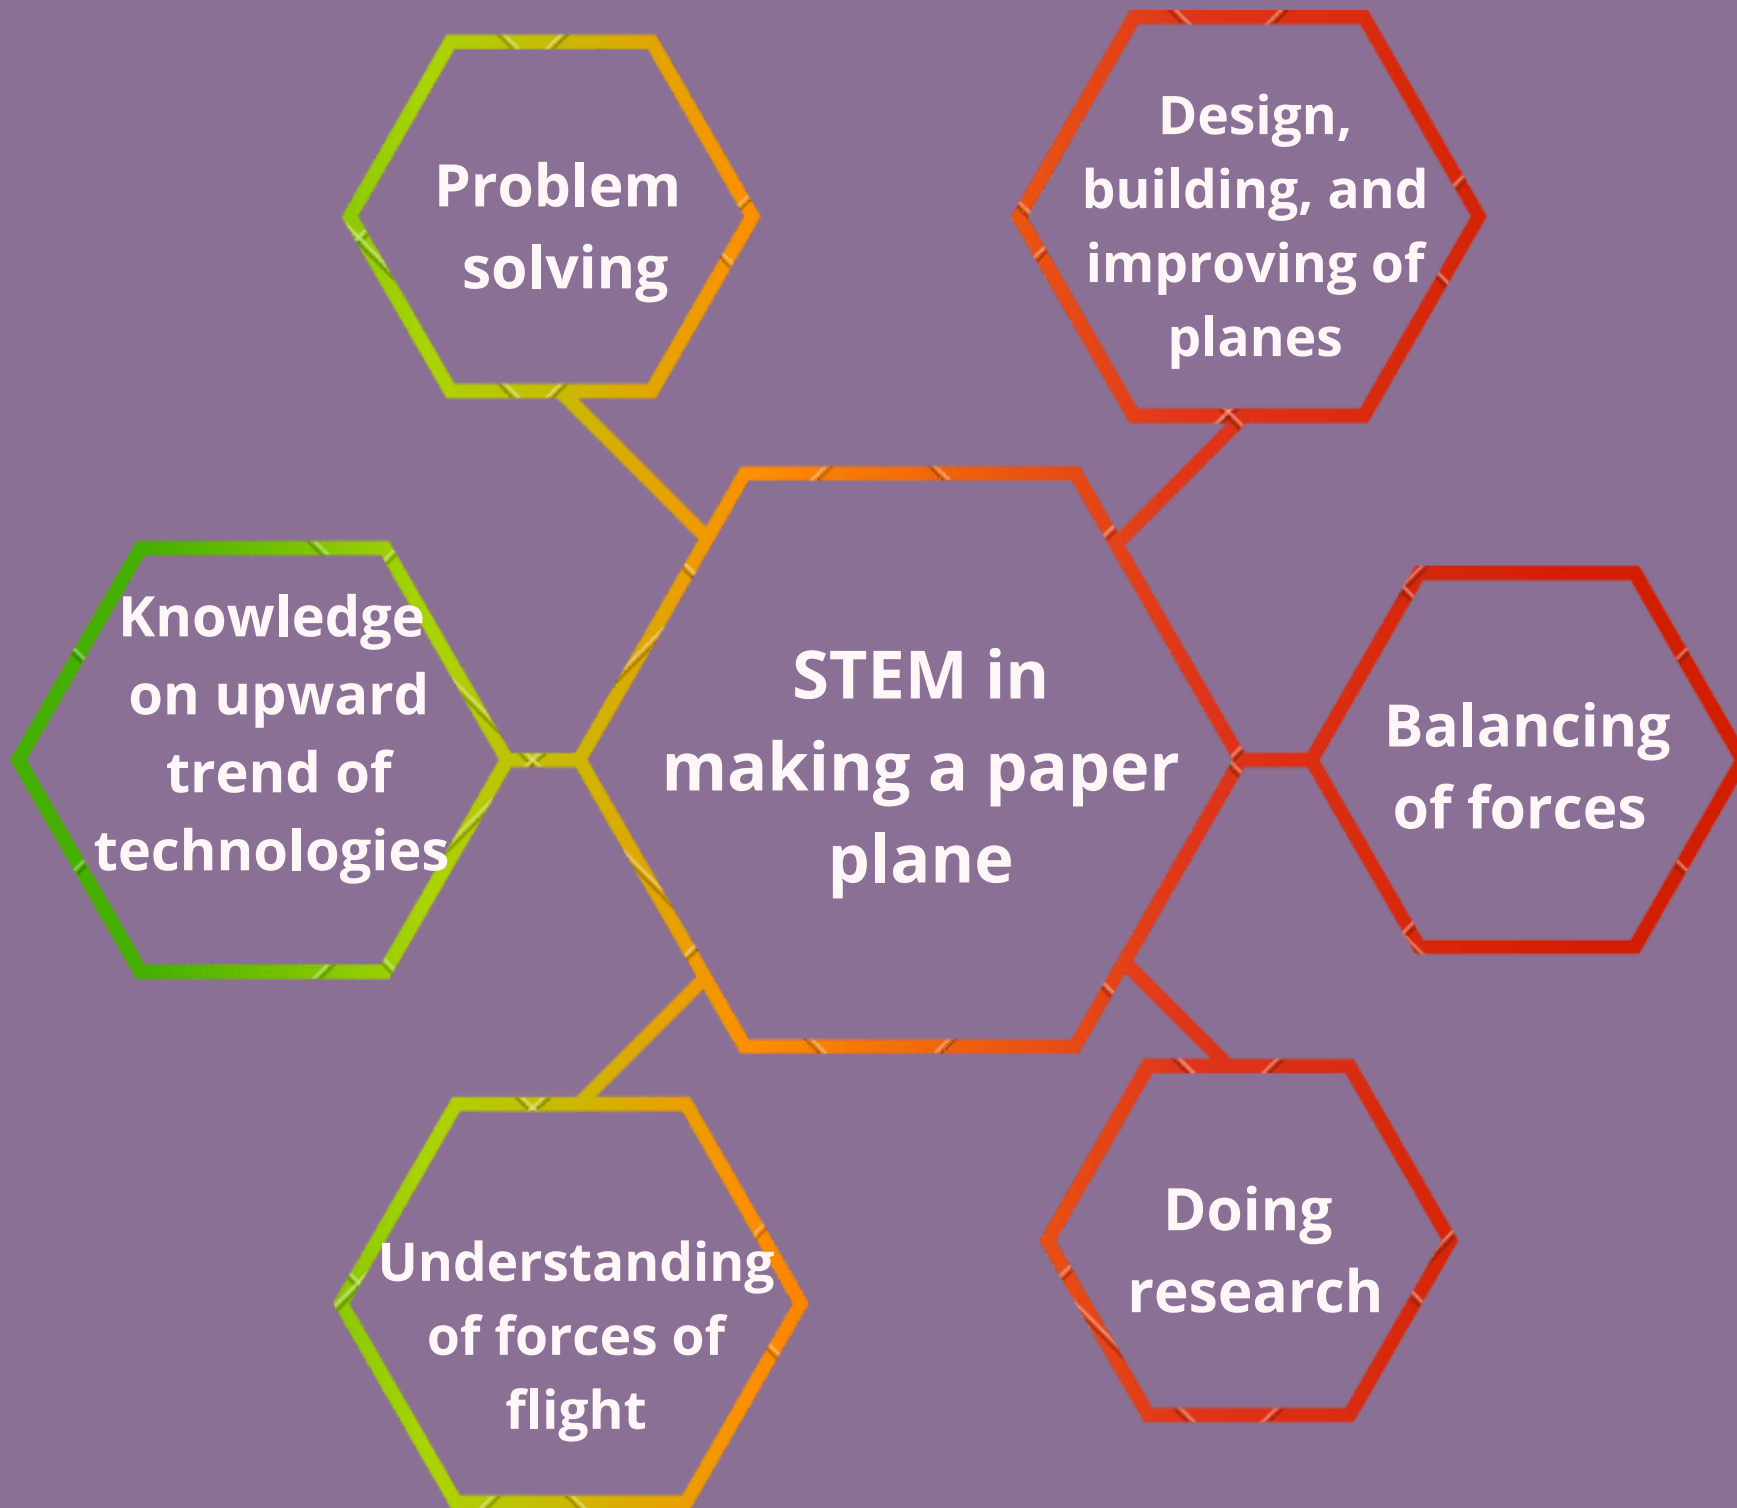 Problem
solving
Design,
building, and
improving of
planes
Knowledge
on upward
trend of
technologies
STEM in
making a paper
plane
Balancing
of forces
Understanding
of forces of
flight
Doing
research